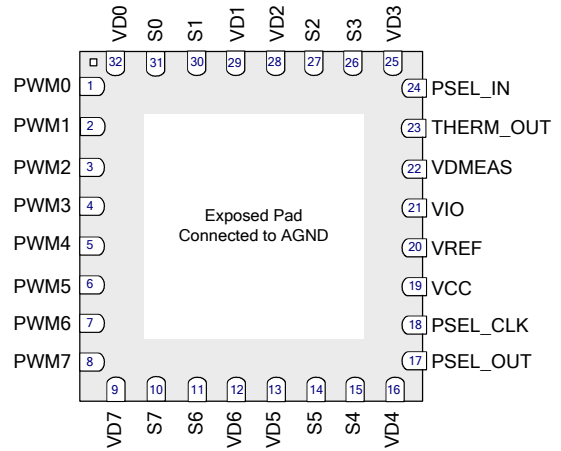 VD0 S0 S1 VD1 VD2 S2 S3 VD3
32 31 30 29 28 27 26 25
PWM0 1
PWM1 2
PWM2 3
PWM3 4
PWM4 5
PWM5 6
PWM6 7
PWM7 8
Exposed Pad
Connected to AGND
24 PSEL_IN
23 THERM_OUT
22 VDMEAS
21 VIO
20 VREF
19 VCC
18 PSEL_CLK
17 PSEL_OUT
9 10 11 12 13 14 15 16
VD7 S7 S6 VD6 VD5 S5 S4 VD4